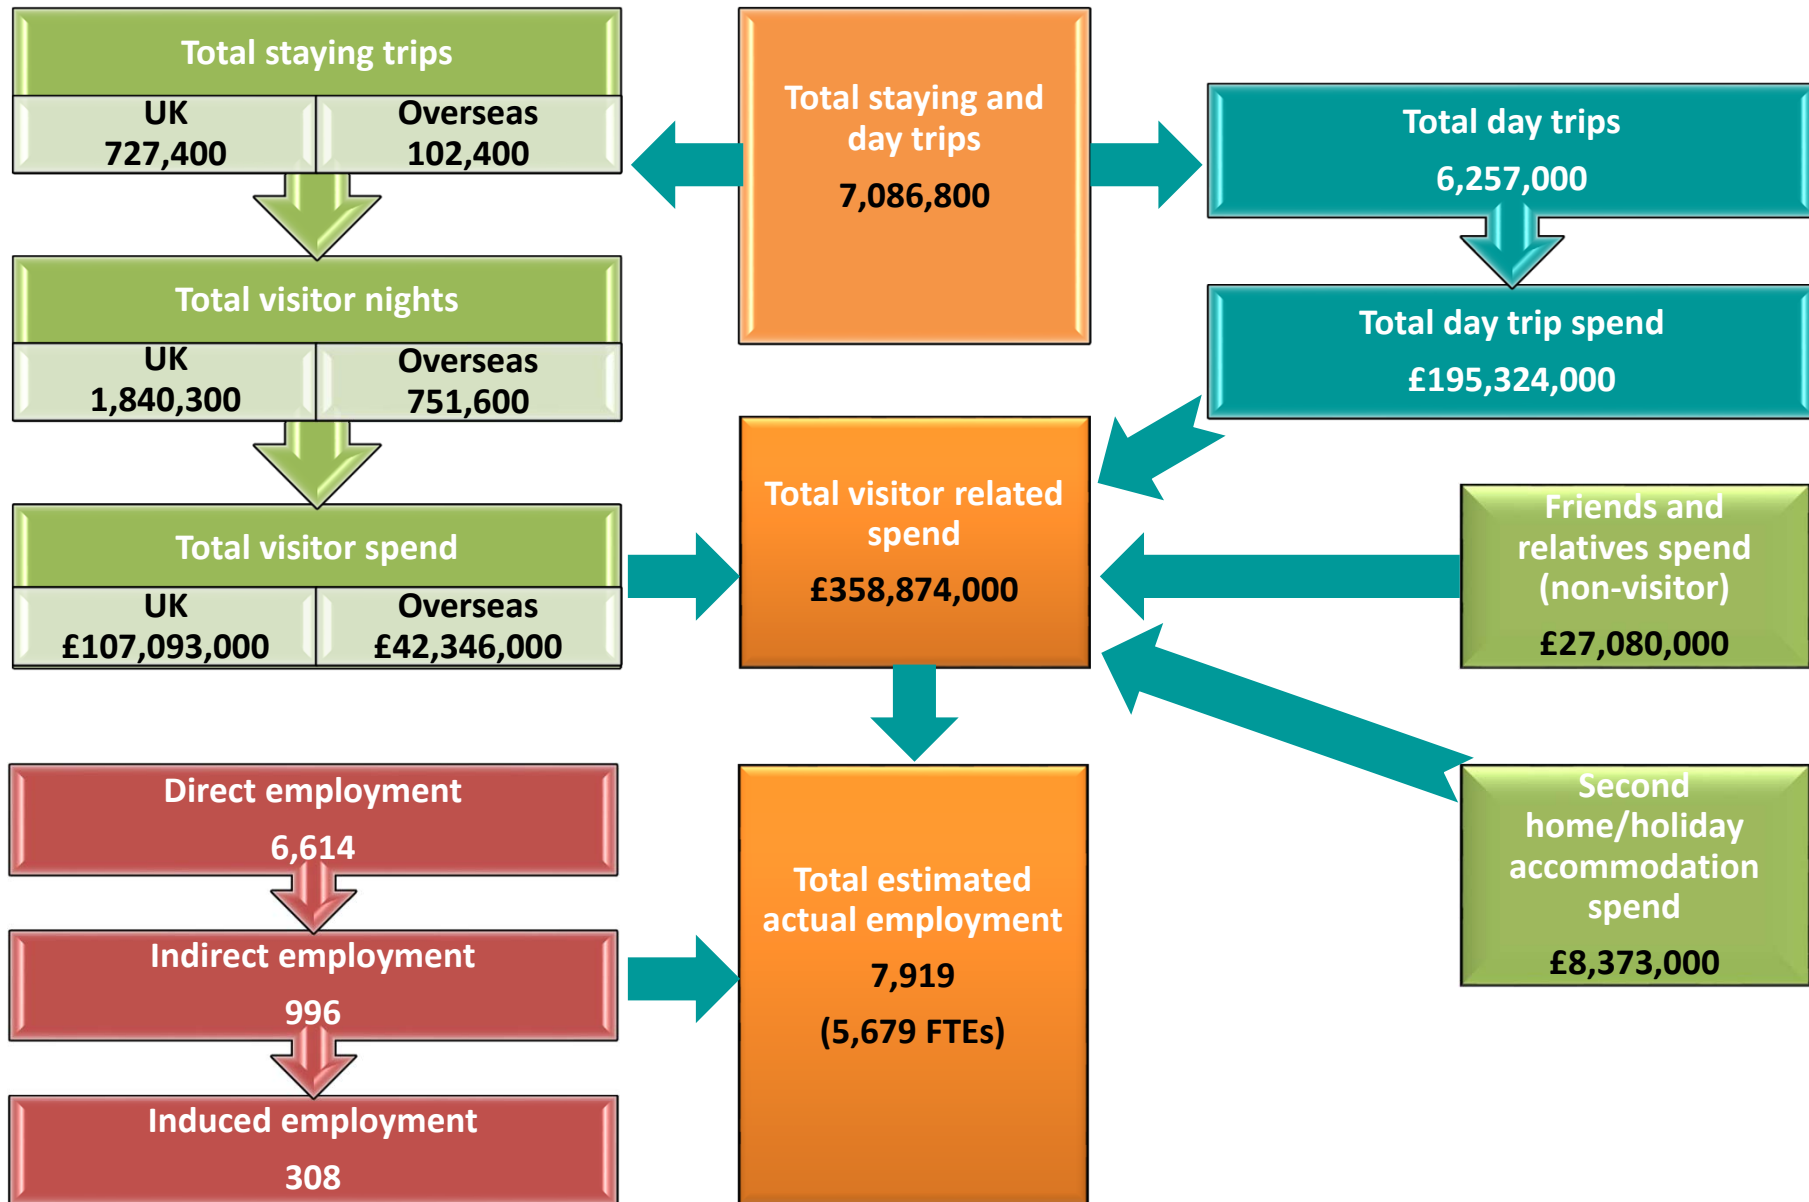 Total staying trips
UK
727,400
Overseas
102,400
Total visitor nights
UK
1,840,300
Overseas
751,600
Total visitor spend
UK
£107,093,000
Overseas
£42,346,000
Direct employment
6,614
Indirect employment
996
Induced employment
308
Total staying and
day trips
7,086,800
Total visitor related
spend
£358,874,000
Total estimated
actual employment
7,919
(5,679 FTEs)
Total day trips
6,257,000
Total day trip spend
£195,324,000
Friends and
relatives spend
(non-visitor)
£27,080,000
Second
home/holiday
accommodation
spend
£8,373,000